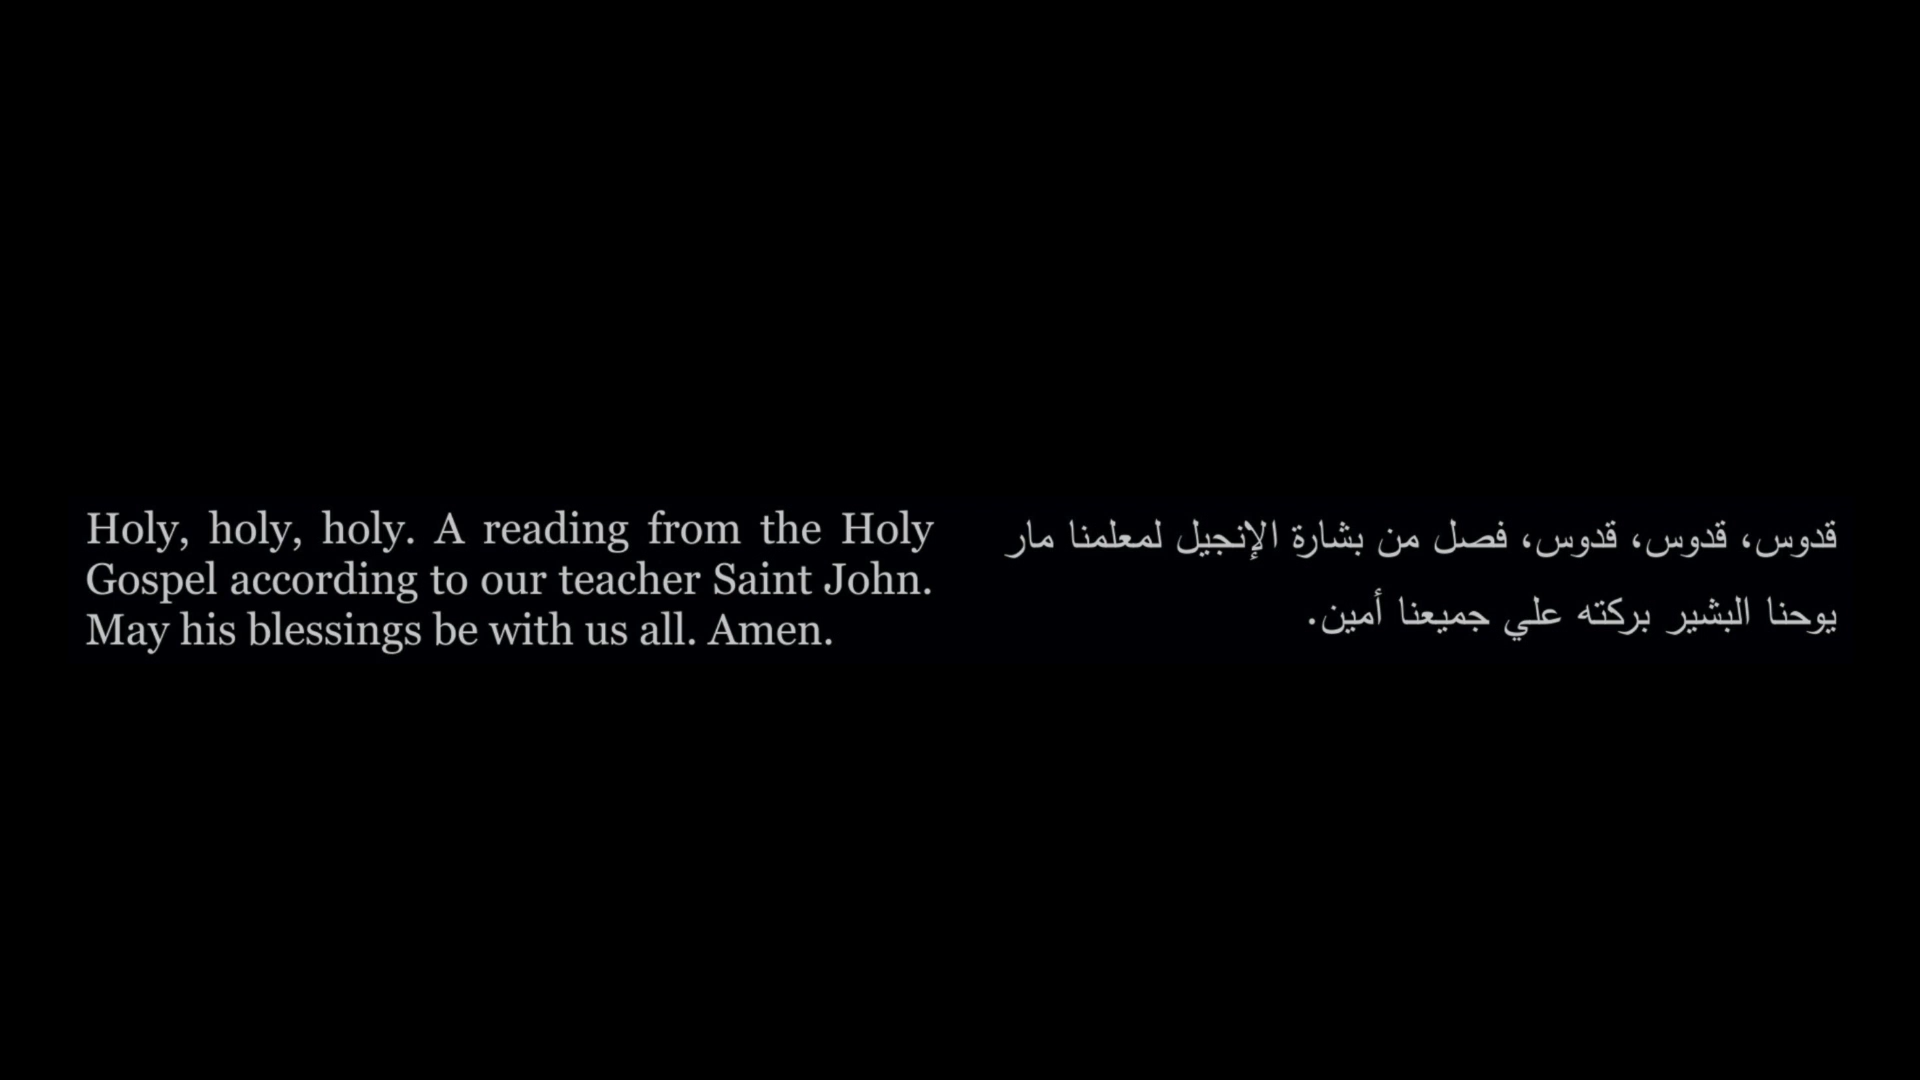 Holy, holy, holy. A reading from the Holy
Gospel according to our teacher Saint John.
May his blessings be with us all. Amen.
قدوس، قدوس، قدوس، فصل من بشارة الإنجيل لمعلمنا مار
يوحنا البشير بركته علي جميعنا أمين.